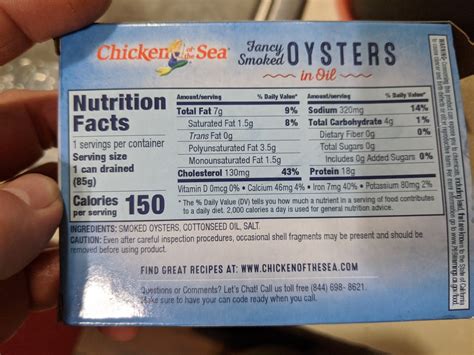 Chicken of the Sea
Fancy Smoked OYSTERS in Oil
Nutrition
Facts
1 servings per container
Serving size
1 can drained
(85g)
Calories 150
per serving
Amount/serving % Daily Value*
Total Fat 7g 9%
Saturated Fat 1.5g 8%
Trans Fat 0g
Polyunsaturated Fat 3.5g
Monounsaturated Fat 1.5g
Cholesterol 130mg 43%
Amount/serving % Daily Value*
Sodium 320mg 14%
Total Carbohydrate 4g 1%
Dietary Fiber 0g 0%
Total Sugars 0g
Includes 0g Added Sugars 0%
Protein 18g
Vitamin D 0mcg 0% • Calcium 46mg 4% • Iron 7mg 40% • Potassium 80mg 2%
* The % Daily Value (DV) tells you how much a nutrient in a serving of food contributes
to a daily diet. 2,000 calories a day is used for general nutrition advice.
INGREDIENTS: SMOKED OYSTERS, COTTONSEED OIL, SALT.
CAUTION: Even after careful inspection procedures, occasional shell fragments may be present and should be
removed before using product.
FIND GREAT RECIPES AT: WWW.CHICKENOFTHESEA.COM
Questions or Comments? Let's Chat! Call us toll free (844) 698- 8621.
Make sure to have your can code ready when you call.
WARNING: